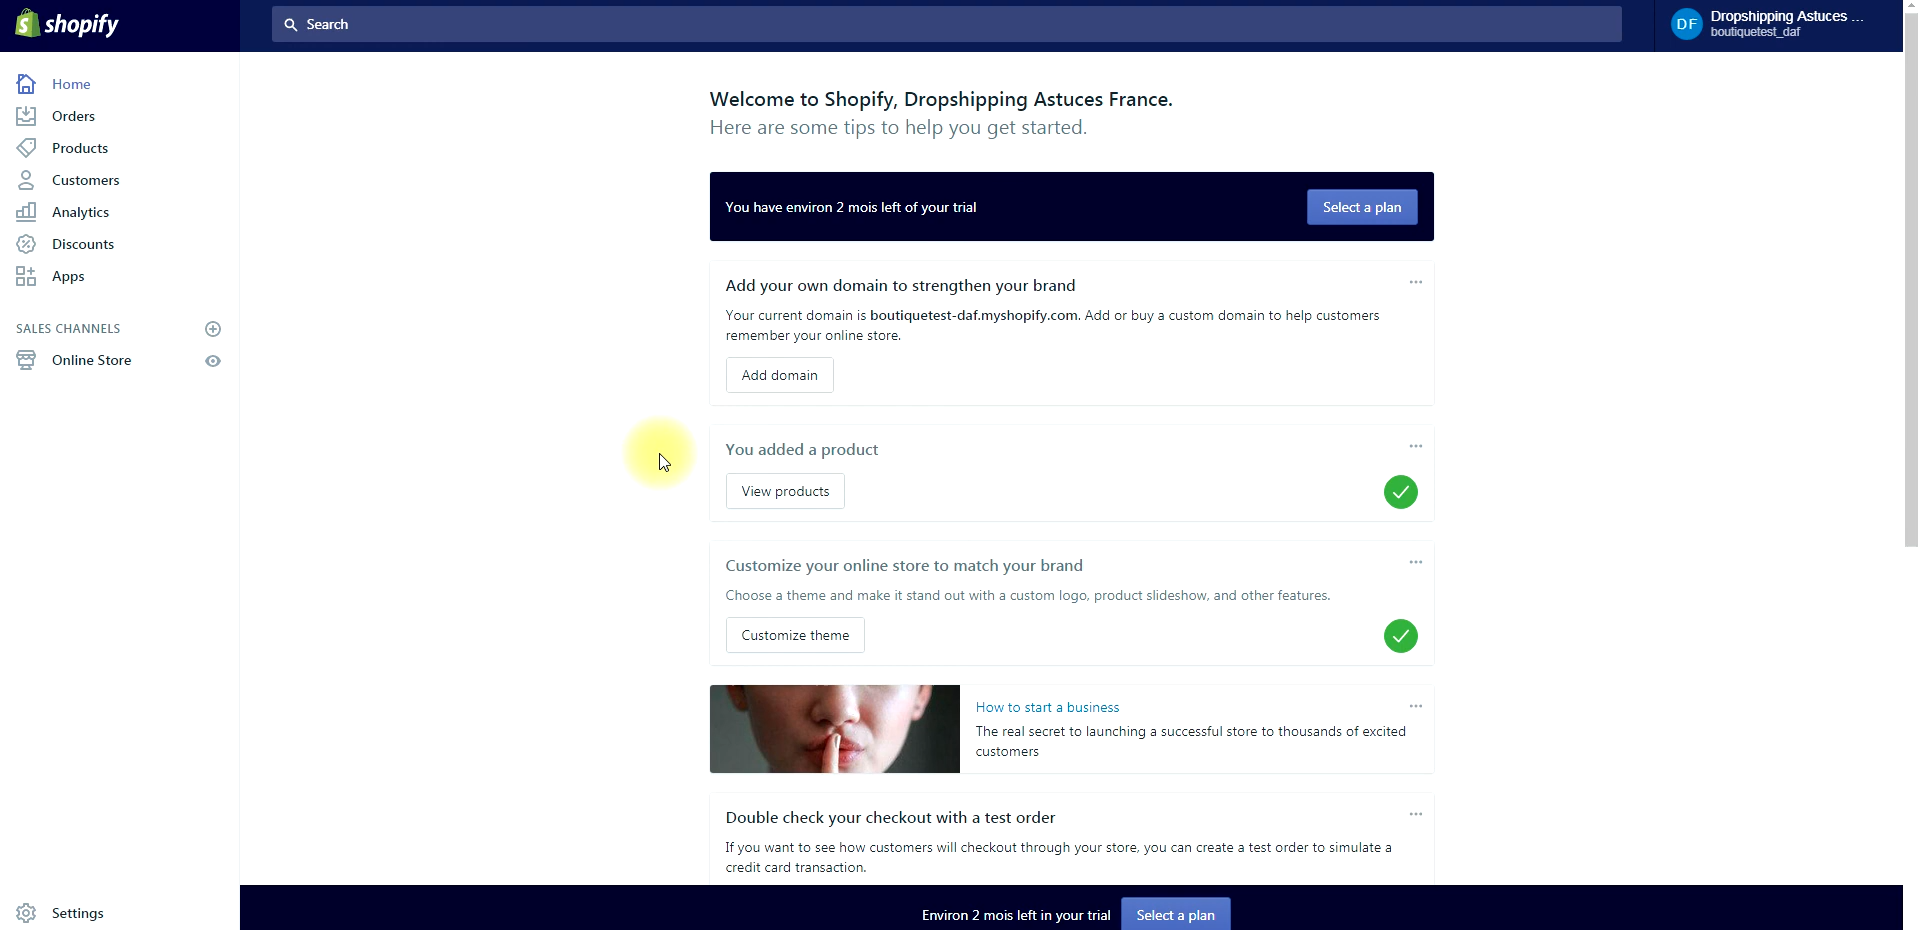 shopify
Search
DF
Dropshipping Astuces ...
boutiquetest_daf
Home
Orders
Products
Customers
Analytics
Discounts
Apps
SALES CHANNELS
Online Store
Settings
Welcome to Shopify, Dropshipping Astuces France.
Here are some tips to help you get started.
You have environ 2 mois left of your trial
Select a plan
Add your own domain to strengthen your brand
Your current domain is boutiquetest-daf.myshopify.com. Add or buy a custom domain to help customers
remember your online store.
Add domain
You added a product
View products
Customize your online store to match your brand
Choose a theme and make it stand out with a custom logo, product slideshow, and other features.
Customize theme
How to start a business
The real secret to launching a successful store to thousands of excited
customers
Double check your checkout with a test order
If you want to see how customers will checkout through your store, you can create a test order to simulate a
credit card transaction.
Environ 2 mois left in your trial
Select a plan